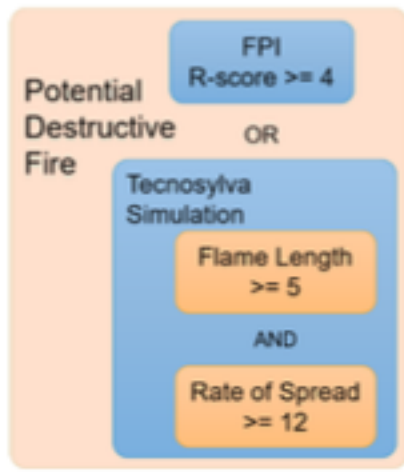 FPI
R-score >= 4
Potential
Destructive
Fire
OR
Tecnosylva
Simulation
Flame Length
>= 5
AND
Rate of Spread
>= 12